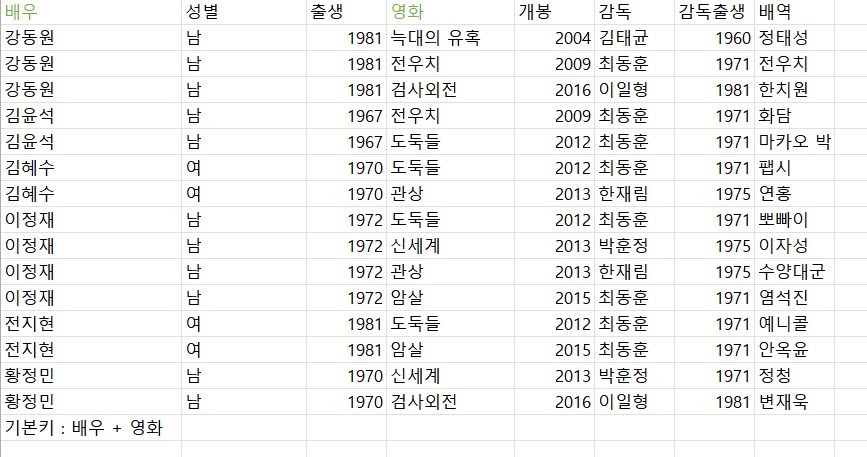 배우 성별 출생 영화 개봉 감독 감독출생 배역
강동원 남 1981 늑대의 유혹 2004 김태균 1960 정태성
강동원 남 1981 전우치 2009 최동훈 1971 전우치
강동원 남 1981 검사외전 2016 이일형 1981 한치원
김윤석 남 1967 전우치 2009 최동훈 1971 화담
김윤석 남 1967 도둑들 2012 최동훈 1971 마카오 박
김혜수 여 1970 도둑들 2012 최동훈 1971 팹시
김혜수 여 1970 관상 2013 한재림 1975 연홍
이정재 남 1972 도둑들 2012 최동훈 1971 뽀빠이
이정재 남 1972 신세계 2013 박훈정 1975 이자성
이정재 남 1972 관상 2013 한재림 1975 수양대군
이정재 남 1972 암살 2015 최동훈 1971 염석진
전지현 여 1981 도둑들 2012 최동훈 1971 예니콜
전지현 여 1981 암살 2015 최동훈 1971 안옥윤
황정민 남 1970 신세계 2013 박훈정 1971 정청
황정민 남 1970 검사외전 2016 이일형 1981 변재욱
기본키 : 배우 + 영화